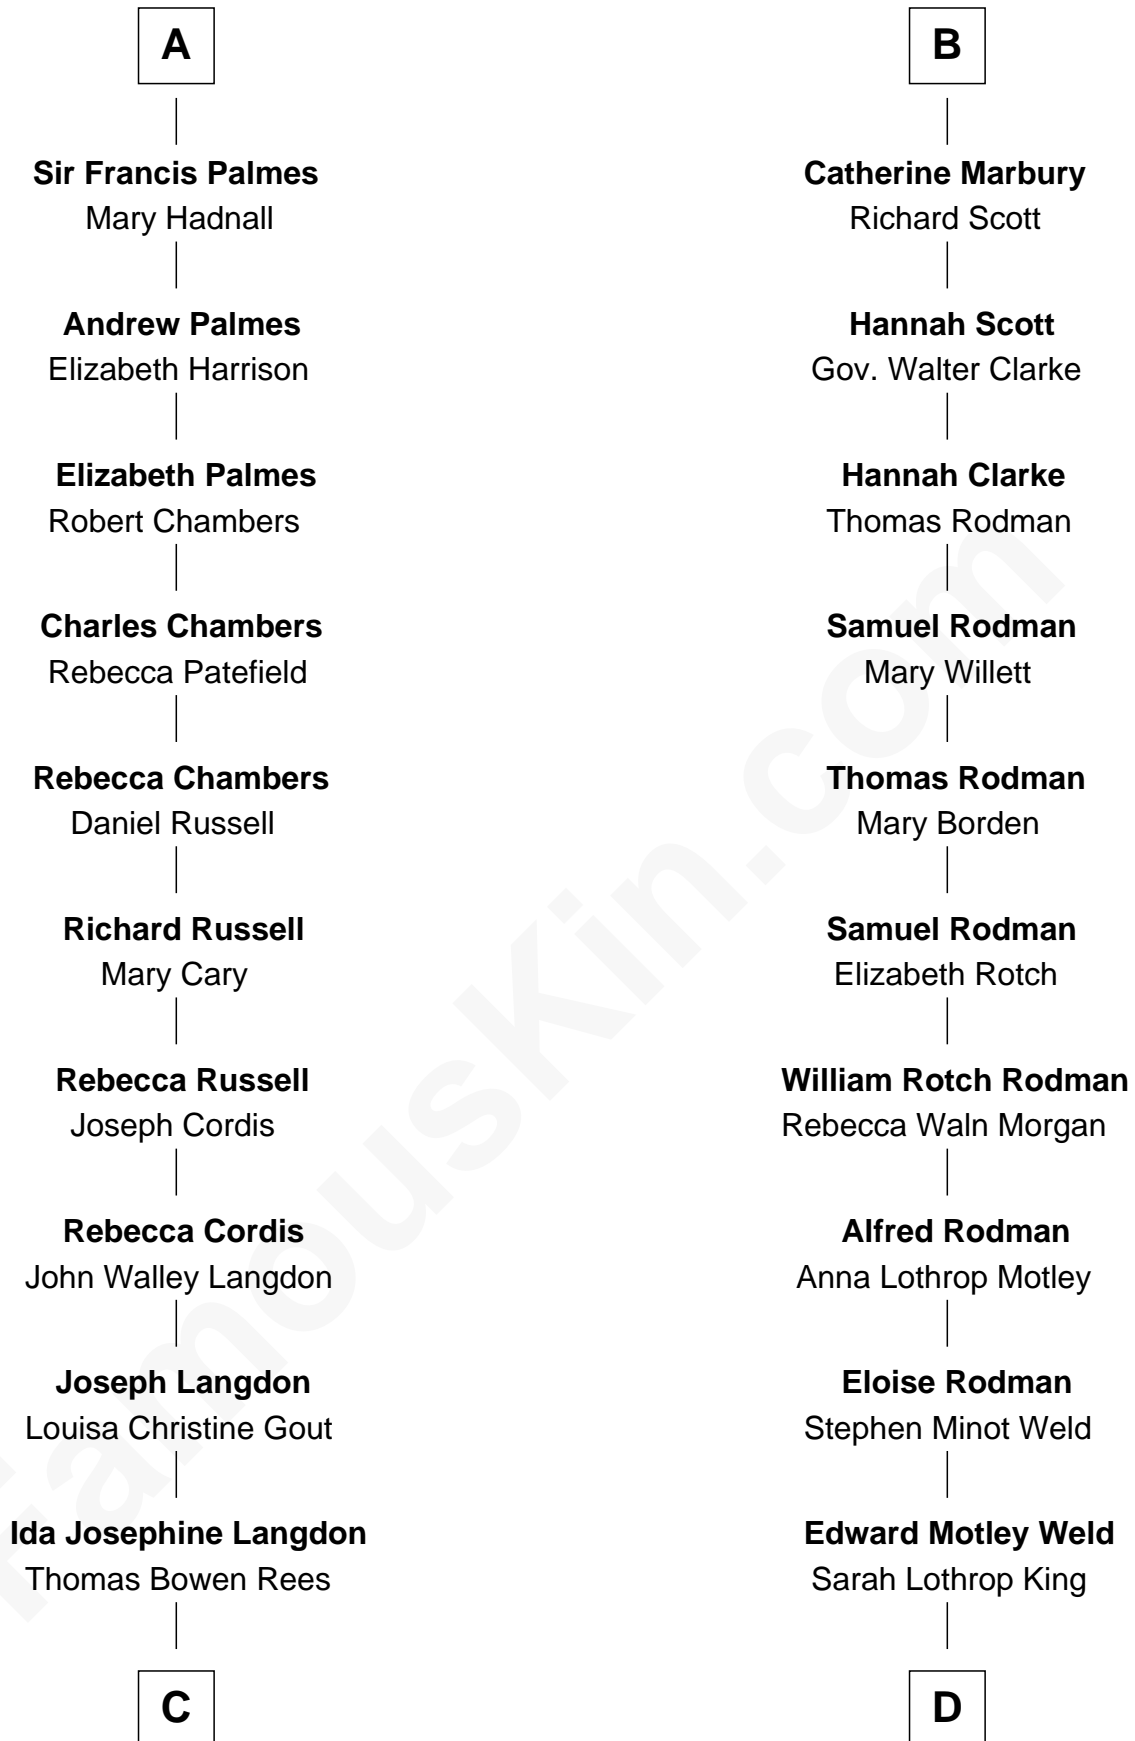 A
Sir Francis Palmes
Mary Hadnall
Andrew Palmes
Elizabeth Harrison
Elizabeth Palmes
Robert Chambers
Charles Chambers
Rebecca Patefield
Rebecca Chambers
Daniel Russell
Richard Russell
Mary Cary
Rebecca Russell
Joseph Cordis
Rebecca Cordis
John Walley Langdon
Joseph Langdon
Louisa Christine Gout
Ida Josephine Langdon
Thomas Bowen Rees
C
B
Catherine Marbury
Richard Scott
Hannah Scott
Gov. Walter Clarke
Hannah Clarke
Thomas Rodman
Samuel Rodman
Mary Willett
Thomas Rodman
Mary Borden
Samuel Rodman
Elizabeth Rotch
William Rotch Rodman
Rebecca Waln Morgan
Alfred Rodman
Anna Lothrop Motley
Eloise Rodman
Stephen Minot Weld
Edward Motley Weld
Sarah Lothrop King
D
FamousKin.com